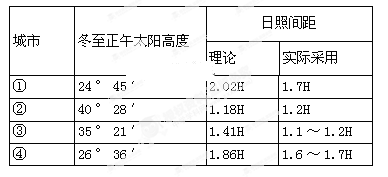 城市 冬至正午太阳高度 日照间距
理论 实际采用
① 24° 45′ 2.02H 1.7H
② 40° 28′ 1.18H 1.2H
③ 35° 21′ 1.41H 1.1～1.2H
④ 26° 36′ 1.86H 1.6～1.7H